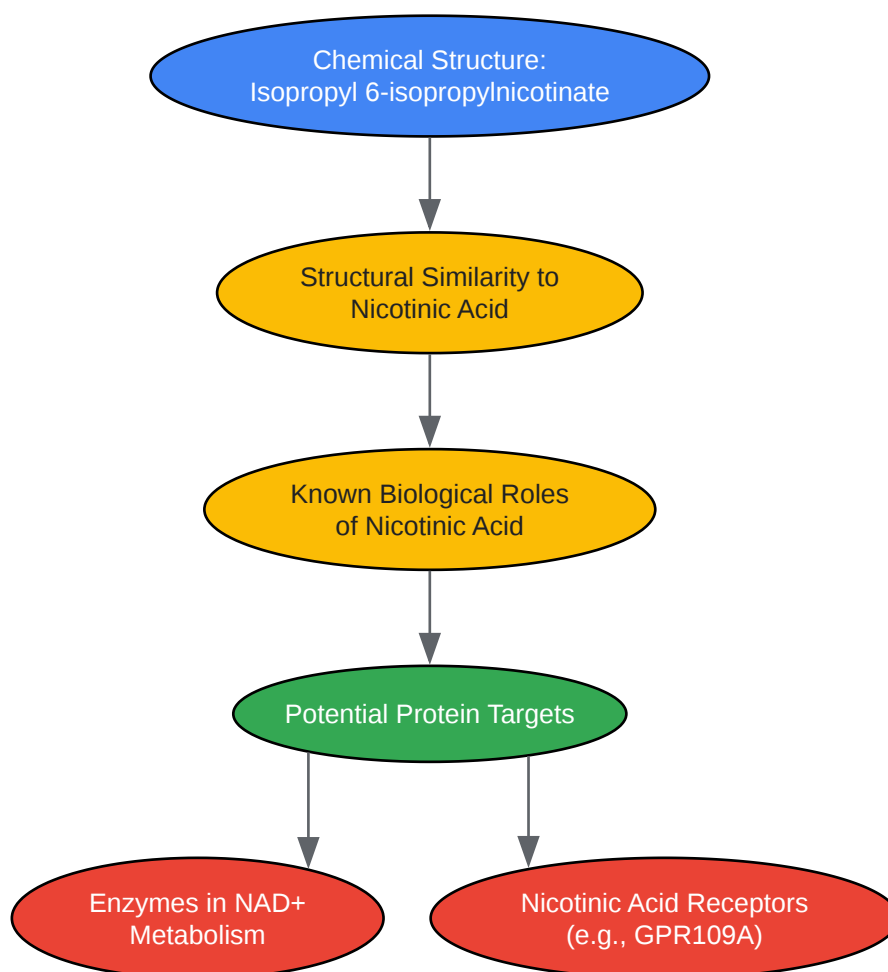 Chemical Structure:
Isopropyl 6-isopropylnicotinate
Structural Similarity to
Nicotinic Acid
Known Biological Roles
of Nicotinic Acid
Potential Protein Targets
Enzymes in NAD+
Metabolism
Nicotinic Acid Receptors
(e.g., GPR109A)